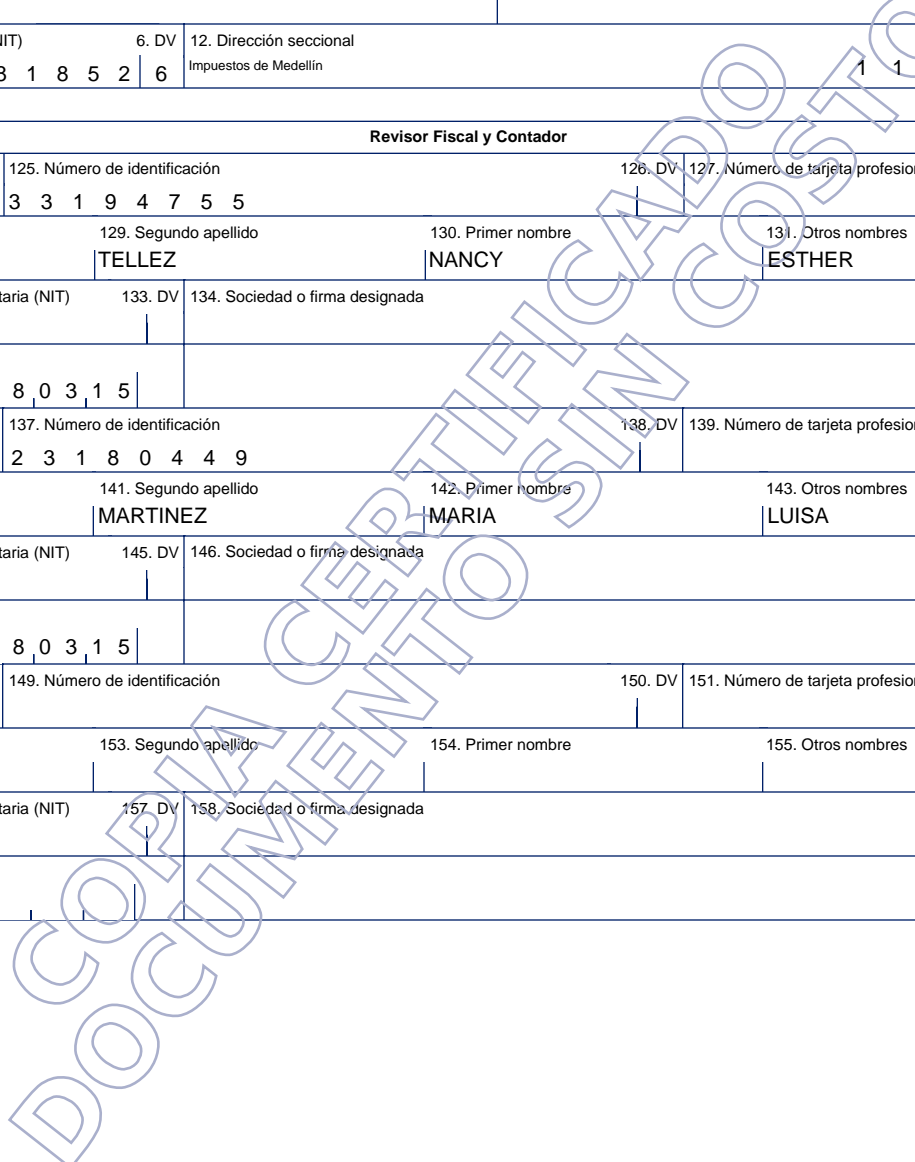 IT) 6. DV 12. Dirección seccional
3 1 8 5 2 6 Impuestos de Medellín 1 1
Revisor Fiscal y Contador
125. Número de identificación 126. DV 127. Número de tarjeta profesion
3 3 1 9 4 7 5 5
129. Segundo apellido 130. Primer nombre 131. Otros nombres
TELLEZ NANCY ESTHER
taria (NIT) 133. DV 134. Sociedad o firma designada
8 0 3 1 5
137. Número de identificación 138. DV 139. Número de tarjeta profesion
2 3 1 8 0 4 4 9
141. Segundo apellido 142. Primer nombre 143. Otros nombres
MARTINEZ MARIA LUISA
taria (NIT) 145. DV 146. Sociedad o firma designada
8 0 3 1 5
149. Número de identificación 150. DV 151. Número de tarjeta profesion
153. Segundo apellido 154. Primer nombre 155. Otros nombres
taria (NIT) 157. DV 158. Sociedad o firma designada
COPIA CERTIFICADO
DOCUMENTO SIN COSTO